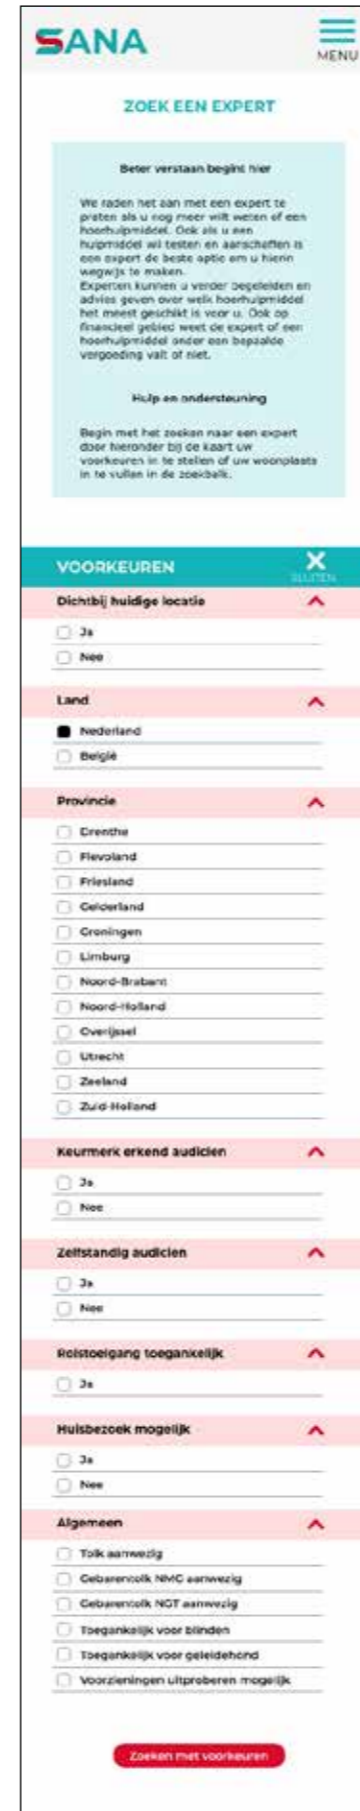 SANA
MENU
ZOEK EEN EXPERT
Beter verstaan begint hier
We raden het aan met een expert te
praten als u nog meer wilt weten of een
hoorhulpmiddel. Ook als u een
hulpmiddel wil testen en aanschaffen is
een expert de beste optie om u hierin
wegwijs te maken.
Experten kunnen u verder begeleiden en
advies geven over welk hoorhulpmiddel
het meest geschikt is voor u. Ook op
financieel gebied weet de expert of een
hoorhulpmiddel onder een bepaalde
vergoeding valt of niet.
Hulp en ondersteuning
Begin met het zoeken naar een expert
door hieronder bij de kaart uw
voorkeuren in te stellen of uw woonplaats
in te vullen in de zoekbalk.
VOORKEUREN
SLUITEN
Dichtbij huidige locatie
Ja
Nee
Land
Nederland
België
Provincie
Drenthe
Flevoland
Friesland
Gelderland
Groningen
Limburg
Noord-Brabant
Noord-Holland
Overijssel
Utrecht
Zeeland
Zuid-Holland
Keurmerk erkend audicien
Ja
Nee
Zelfstandig audicien
Ja
Nee
Rolstoelgang toegankelijk
Ja
Huisbezoek mogelijk
Ja
Nee
Algemeen
Tolk aanwezig
Gebarentolk NMG aanwezig
Gebarentolk NGT aanwezig
Toegankelijk voor blinden
Toegankelijk voor geleidehond
Voorzieningen uitproberen mogelijk
Zoeken met voorkeuren